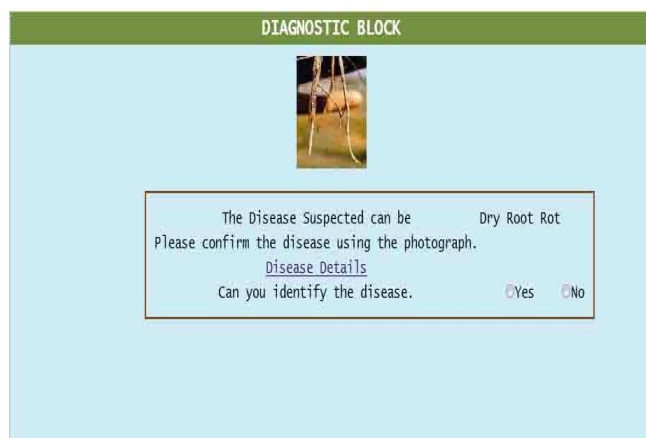 DIAGNOSTIC BLOCK
The Disease Suspected can be Dry Root Rot
Please confirm the disease using the photograph.
Disease Details
Can you identify the disease. Yes No